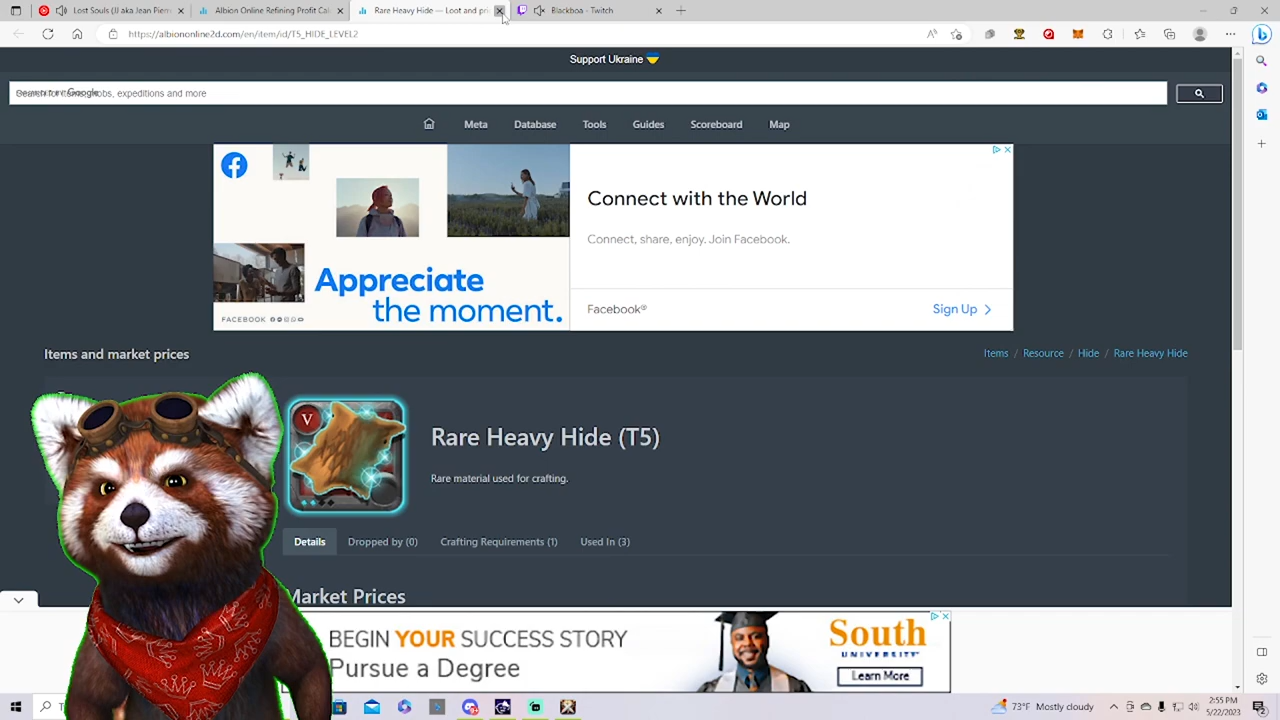 Lost Souls (JJ aka Jean Pierr
Albion Online Refining Profit Cal
Rare Heavy Hide — Loot and pri
Blackboa - Twitch
https://albiononline2d.com/en/item/id/T5_HIDE_LEVEL2
Support Ukraine
Search for items, mobs, expeditions and more
Google
Meta
Database
Tools
Guides
Scoreboard
Map
Connect with the World
Connect, share, enjoy. Join Facebook.
Appreciate
the moment.
FACEBOOK
Facebook®
Sign Up
Items and market prices
Items / Resource / Hide / Rare Heavy Hide
V
Rare Heavy Hide (T5)
Rare material used for crafting.
Details
Dropped by (0)
Crafting Requirements (1)
Used In (3)
Market Prices
BEGIN YOUR SUCCESS STORY
Pursue a Degree
South
UNIVERSITY
Learn More
73°F Mostly cloudy
2:55 PM
5/22/2023